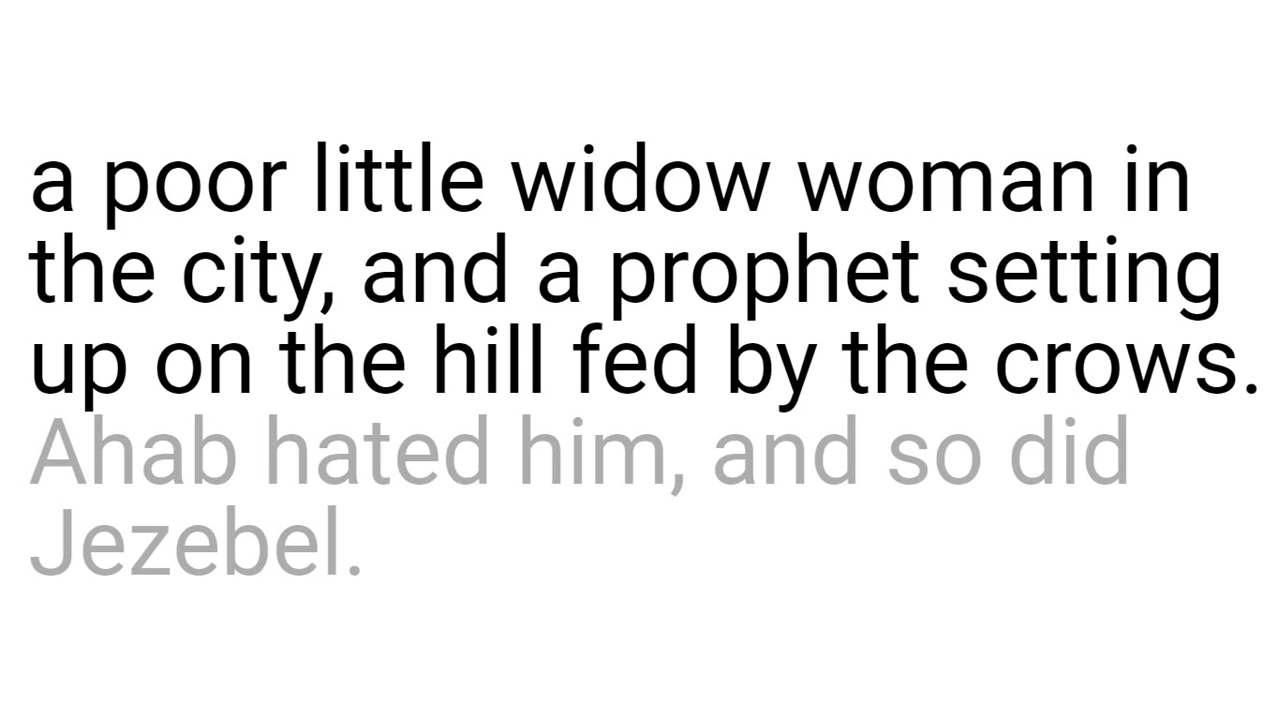 a poor little widow woman in
the city, and a prophet setting
up on the hill fed by the crows.
Ahab hated him, and so did
Jezebel.